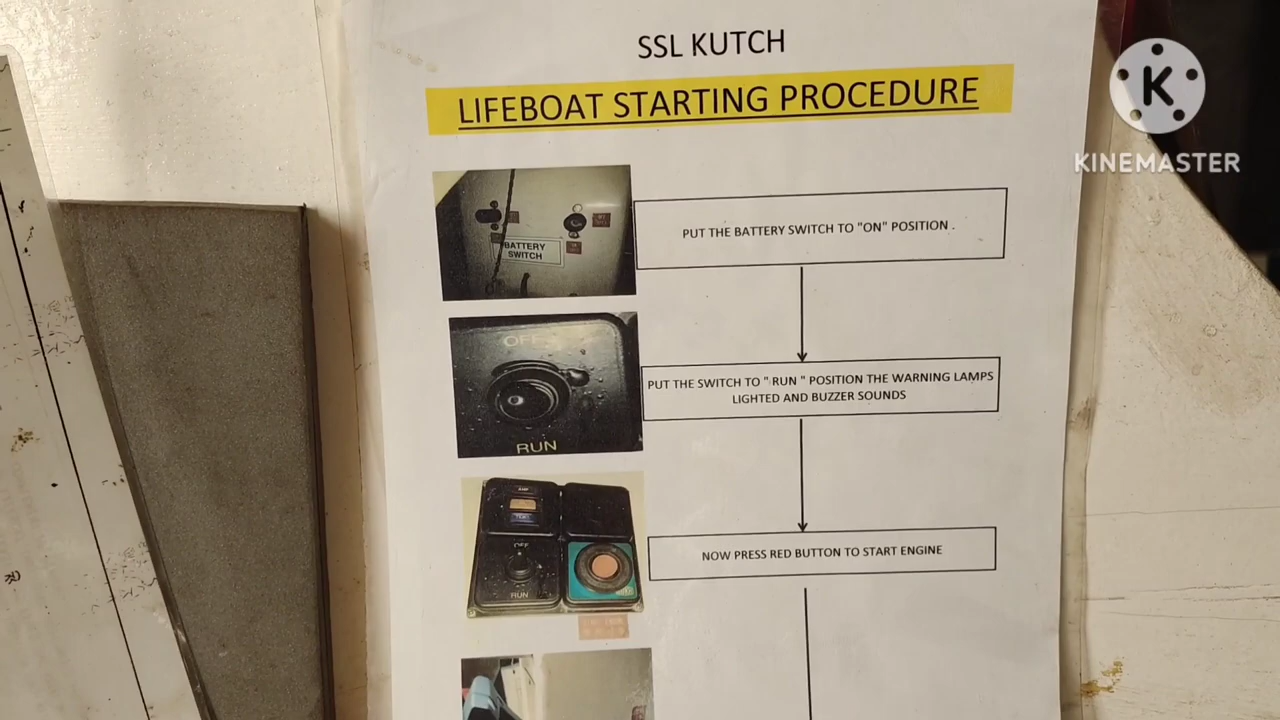 SSL KUTCH
LIFEBOAT STARTING PROCEDURE
K
KINEMASTER
BATTERY
SWITCH
PUT THE BATTERY SWITCH TO "ON" POSITION .
OFF
RUN
PUT THE SWITCH TO " RUN " POSITION THE WARNING LAMPS
LIGHTED AND BUZZER SOUNDS
OFF
RUN
NOW PRESS RED BUTTON TO START ENGINE